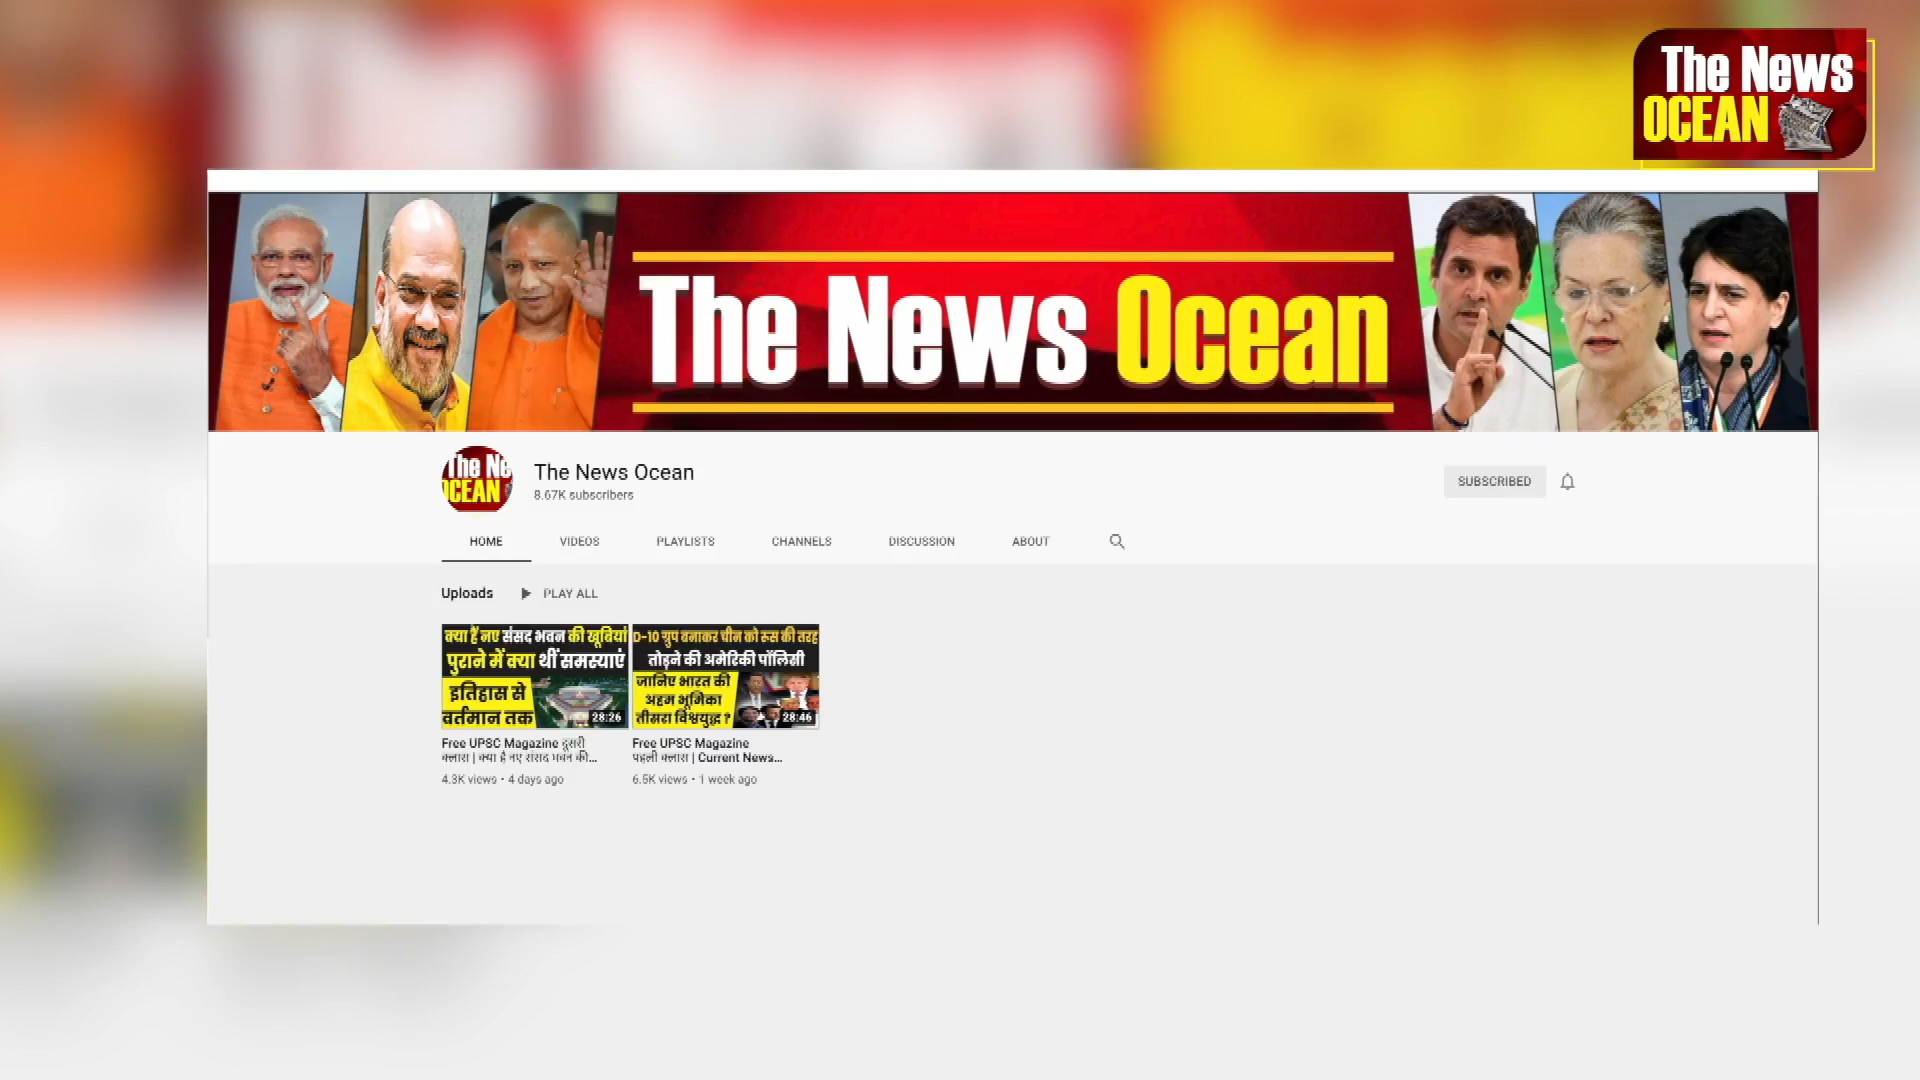 The News
OCEAN
The News Ocean
The Ne
OCEAN
The News Ocean
8.67K subscribers
SUBSCRIBED
HOME VIDEOS PLAYLISTS CHANNELS DISCUSSION ABOUT
Uploads PLAY ALL
क्या हैं नए संसद भवन की खूबियां
पुराने में क्या थीं समस्याएं
इतिहास से
वर्तमान तक
28:26
Free UPSC Magazine दूसरी
क्लास | क्या है नए संसद भवन की...
4.3K views • 4 days ago
D-10 ग्रुप बनाकर चीन को रूस की तरह
तोड़ने की अमेरिकी पॉलिसी
जानिए भारत की
अहम भूमिका
तीसरा विश्वयुद्ध ?
28:46
Free UPSC Magazine
पहली क्लास | Current News...
6.5K views • 1 week ago